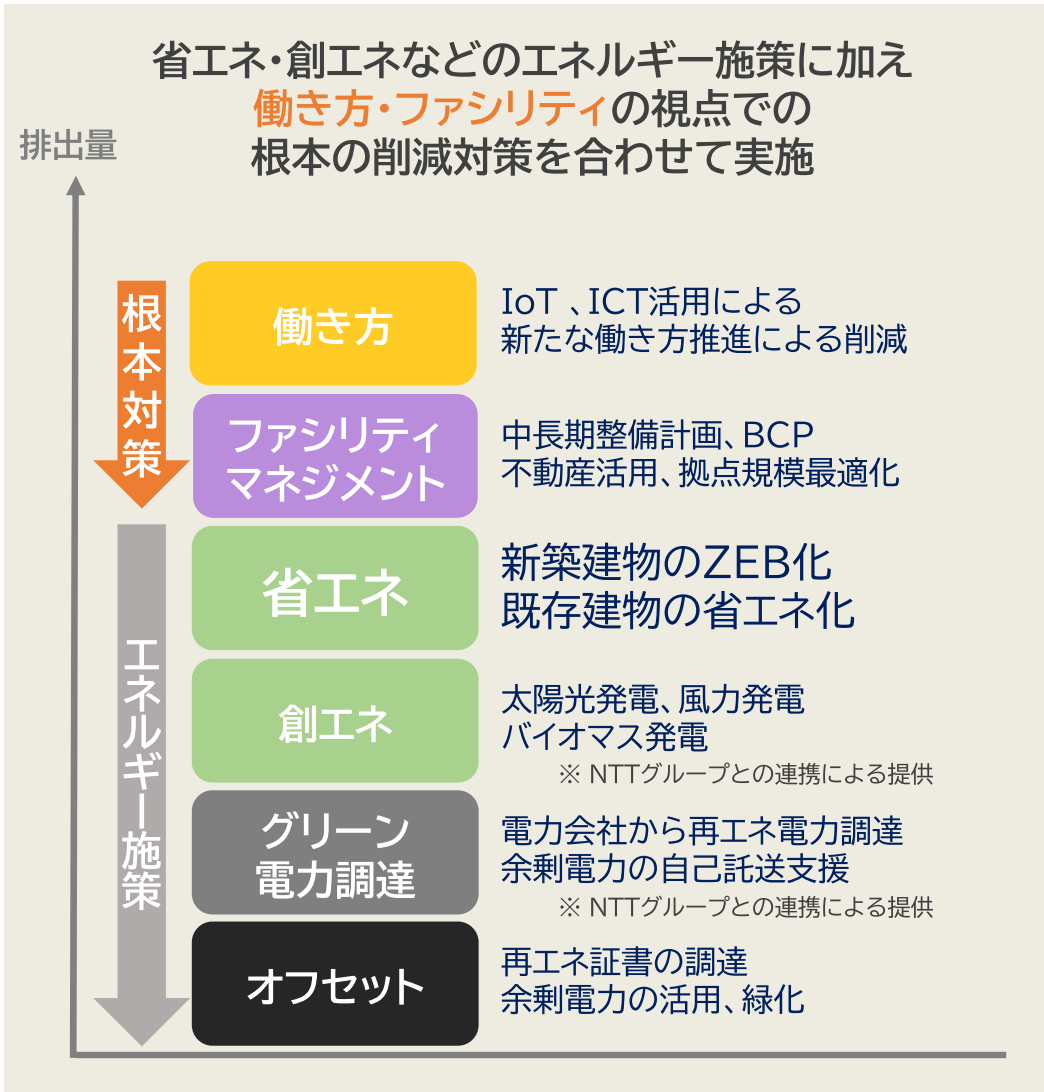 省エネ・創エネなどのエネルギー施策に加え
働き方・ファシリティの視点での
根本の削減対策を合わせて実施
排出量
根本対策
働き方
IoT 、ICT活用による
新たな働き方推進による削減
ファシリティ
マネジメント
中長期整備計画、BCP
不動産活用、拠点規模最適化
エネルギー施策
省エネ
新築建物のZEB化
既存建物の省エネ化
創エネ
太陽光発電、風力発電
バイオマス発電
※ NTTグループとの連携による提供
グリーン
電力調達
電力会社から再エネ電力調達
余剰電力の自己託送支援
※ NTTグループとの連携による提供
オフセット
再エネ証書の調達
余剰電力の活用、緑化